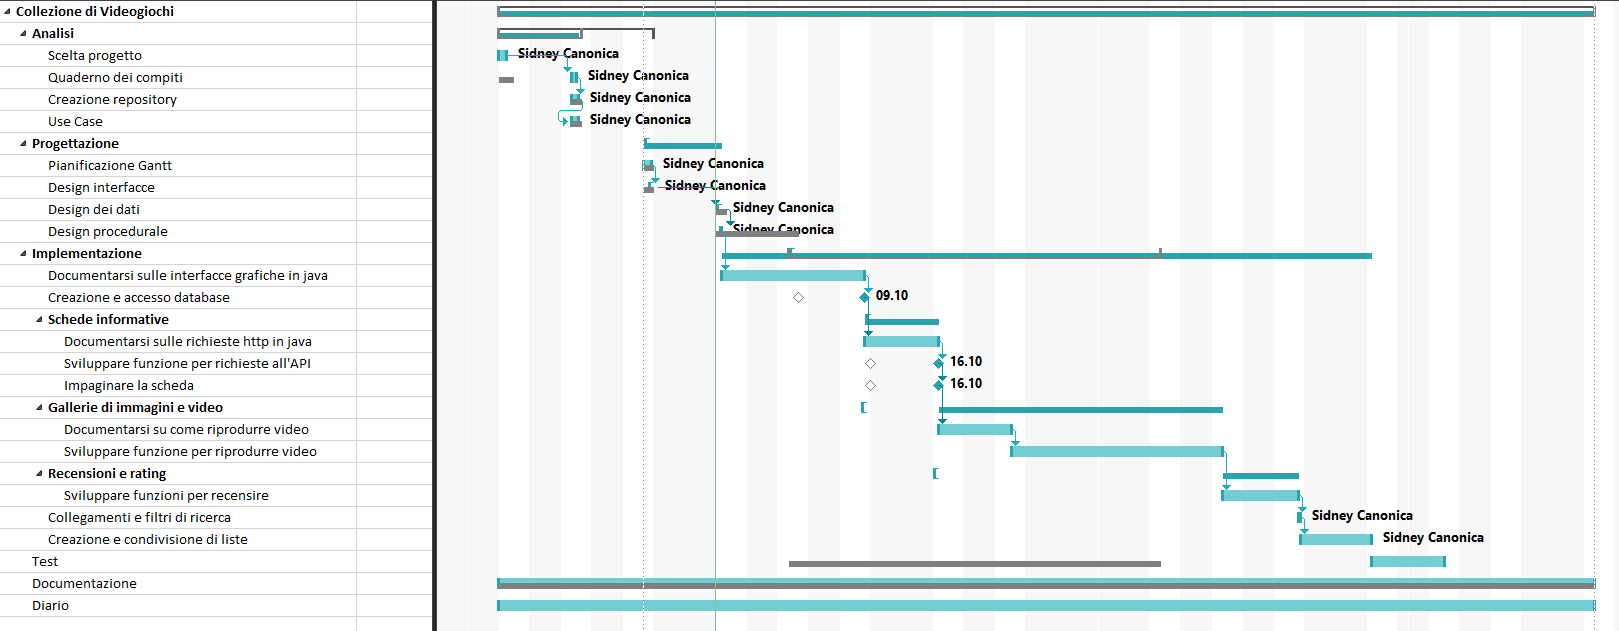 Collezione di Videogiochi
Analisi
Scelta progetto Sidney Canonica
Quaderno dei compiti Sidney Canonica
Creazione repository Sidney Canonica
Use Case Sidney Canonica
Progettazione
Pianificazione Gantt Sidney Canonica
Design interfacce Sidney Canonica
Design dei dati Sidney Canonica
Design procedurale Sidney Canonica
Implementazione
Documentarsi sulle interfacce grafiche in java
Creazione e accesso database 09.10
Schede informative
Documentarsi sulle richieste http in java
Sviluppare funzione per richieste all'API 16.10
Impaginare la scheda 16.10
Gallerie di immagini e video
Documentarsi su come riprodurre video
Sviluppare funzione per riprodurre video
Recensioni e rating
Sviluppare funzioni per recensire
Collegamenti e filtri di ricerca Sidney Canonica
Creazione e condivisione di liste Sidney Canonica
Test
Documentazione
Diario